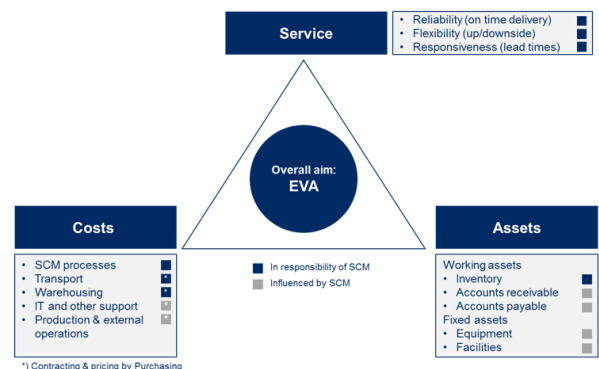 Service
• Reliability (on time delivery)
• Flexibility (up/downside)
• Responsiveness (lead times)
Overall aim:
EVA
Costs
• SCM processes
• Transport *
• Warehousing *
• IT and other support *
• Production & external *
operations
In responsibility of SCM
Influenced by SCM
Assets
Working assets
• Inventory
• Accounts receivable
• Accounts payable
Fixed assets
• Equipment
• Facilities
*) Contracting & pricing by Purchasing